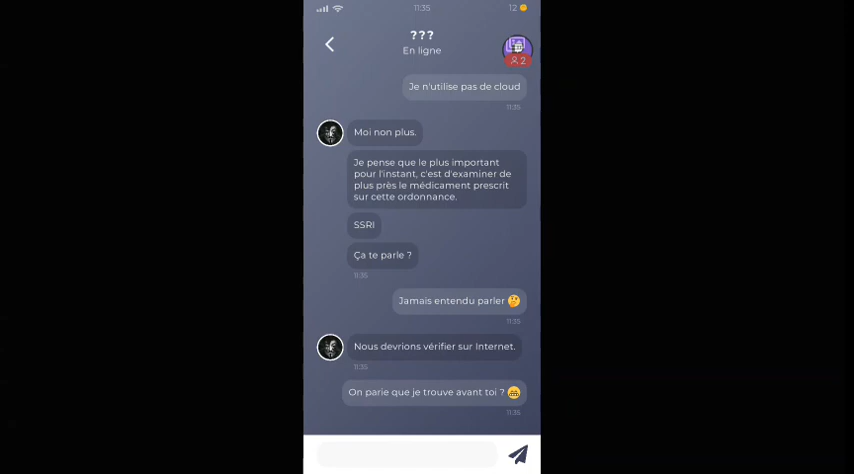 11:35
12
???
En ligne
2
Je n'utilise pas de cloud
11:35
Moi non plus.
Je pense que le plus important
pour l'instant, c'est d'examiner de
plus près le médicament prescrit
sur cette ordonnance.
SSRI
Ça te parle ?
11:35
Jamais entendu parler 🤔
11:35
Nous devrions vérifier sur Internet.
11:35
On parie que je trouve avant toi ? 😁
11:35